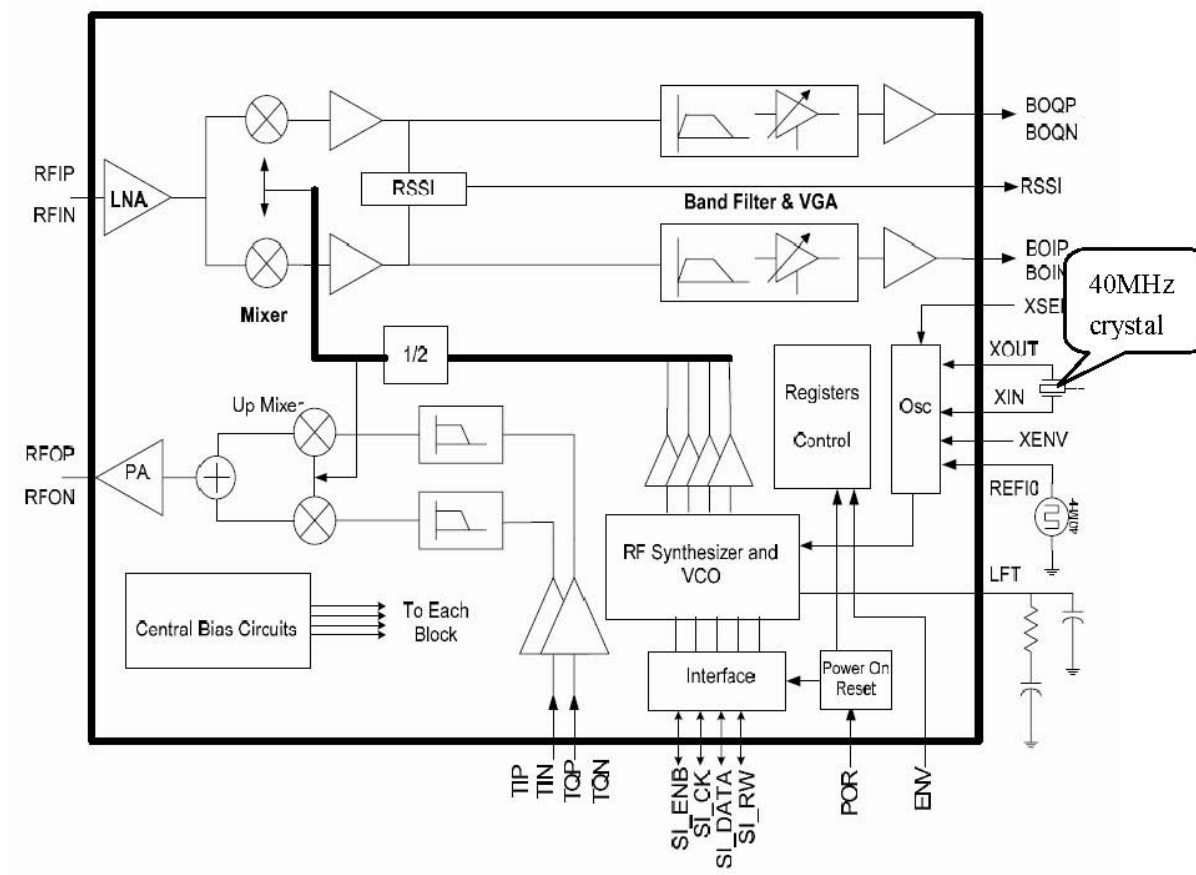 RFIP
RFIN
LNA
Mixer
RSSI
Band Filter & VGA
BOQP
BOQN
RSSI
BOIP
BOIN
40MHz
crystal
XSEL
XOUT
XIN
XENV
REFIO
40MHz
LFT
1/2
Registers
Control
Osc
Up Mixer
RFOP
RFON
PA
RF Synthesizer and
VCO
Central Bias Circuits
To Each
Block
Interface
Power On
Reset
TIP
TIN
TQP
TQN
SI_ENB
SI_CK
SI_DATA
SI_RW
POR
ENV